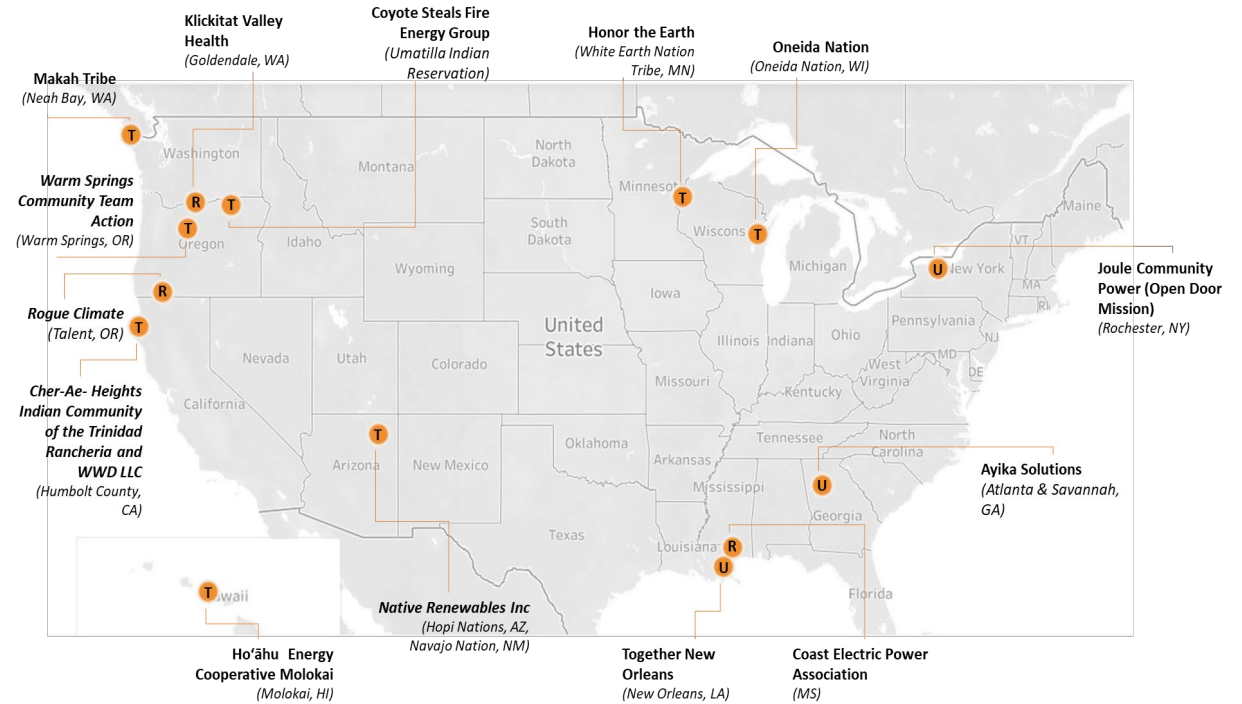 Klickitat Valley
Health
(Goldendale, WA)
Coyote Steals Fire
Energy Group
(Umatilla Indian
Reservation)
Honor the Earth
(White Earth Nation
Tribe, MN)
Oneida Nation
(Oneida Nation, WI)
Makah Tribe
(Neah Bay, WA)
Warm Springs
Community Team
Action
(Warm Springs, OR)
Rogue Climate
(Talent, OR)
Cher-Ae- Heights
Indian Community
of the Trinidad
Rancheria and
WWD LLC
(Humbolt County,
CA)
Joule Community
Power (Open Door
Mission)
(Rochester, NY)
Ayika Solutions
(Atlanta & Savannah,
GA)
Native Renewables Inc
(Hopi Nations, AZ,
Navajo Nation, NM)
Hoʻāhu Energy
Cooperative Molokai
(Molokai, HI)
Together New
Orleans
(New Orleans, LA)
Coast Electric Power
Association
(MS)
T
R
T
T
R
T
T
T
T
T
U
U
R
U
Washington
Montana
North
Dakota
Minnesot
Wiscons
Michigan
Maine
VT
New York
MA
RI
Oregon
Idaho
South
Dakota
Wyoming
Iowa
Pennsylvania
NJ
United
States
Nevada
Utah
Colorado
Illinois
Indiana
Ohio
MD
DE
West
Virginia
Missouri
Kentucky
California
Arizona
New Mexico
Oklahoma
Arkansas
Tennessee
North
Carolina
Mississippi
Georgia
Texas
Louisiana
Florida
waii